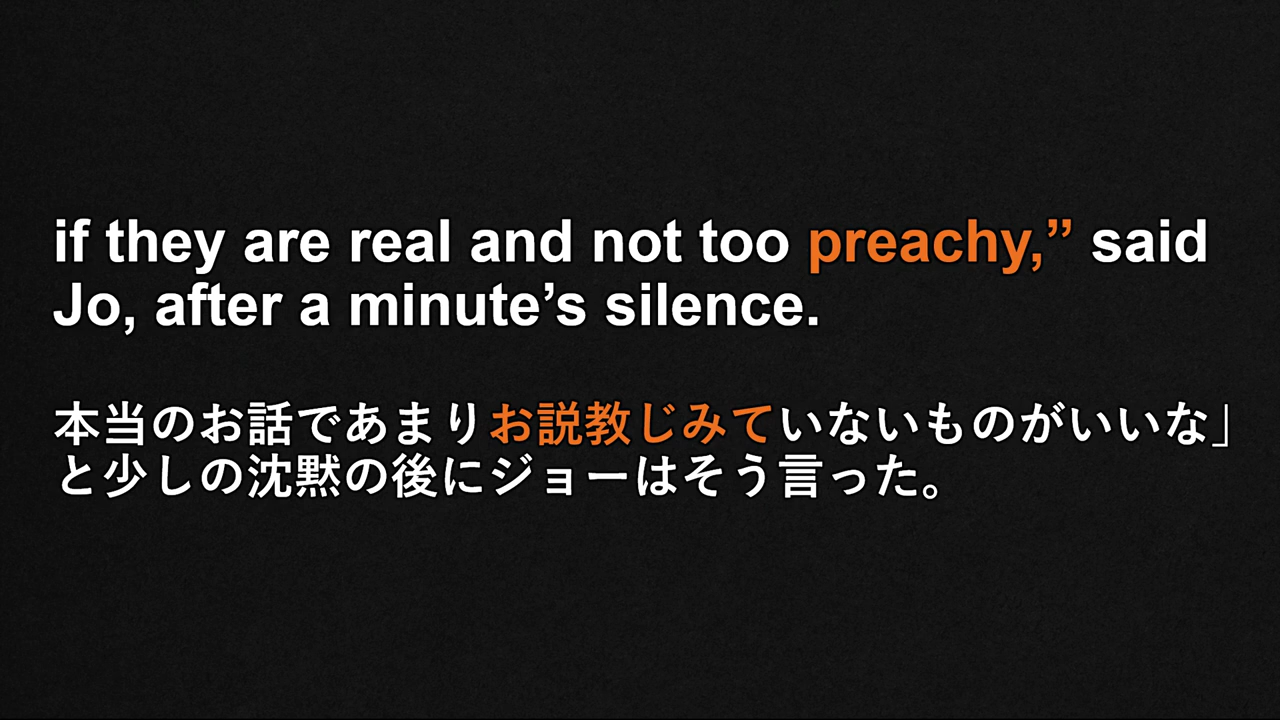 if they are real and not too preachy,” said
Jo, after a minute’s silence.
本当のお話であまりお説教じみていないものがいいな」
と少しの沈黙の後にジョーはそう言った。